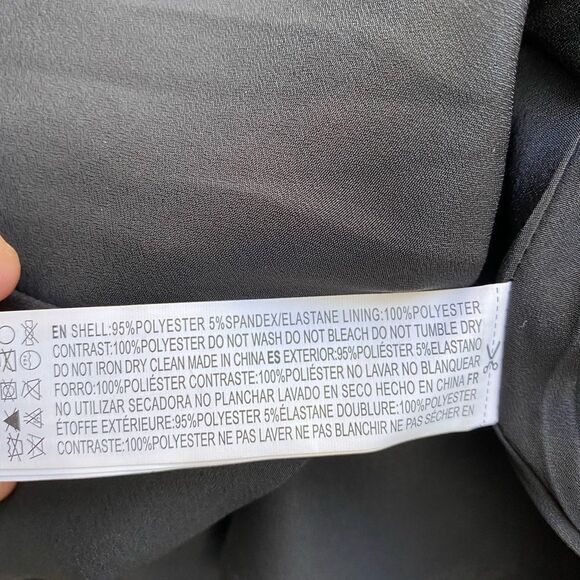 EN SHELL:95%POLYESTER 5%SPANDEX/ELASTANE LINING:100%POLYESTER
CONTRAST:100%POLYESTER DO NOT WASH DO NOT BLEACH DO NOT TUMBLE DRY
DO NOT IRON DRY CLEAN MADE IN CHINA ES EXTERIOR:95%POLIÉSTER 5%ELASTANO
FORRO:100%POLIÉSTER CONTRASTE:100%POLIÉSTER NO LAVAR NO BLANQUEAR
NO UTILIZAR SECADORA NO PLANCHAR LAVADO EN SECO HECHO EN CHINA FR
ÉTOFFE EXTÉRIEURE:95%POLYESTER 5%ÉLASTANE DOUBLURE:100%POLYESTER
CONTRASTE:100%POLYESTER NE PAS LAVER NE PAS BLANCHIR NE PAS SÉCHER EN